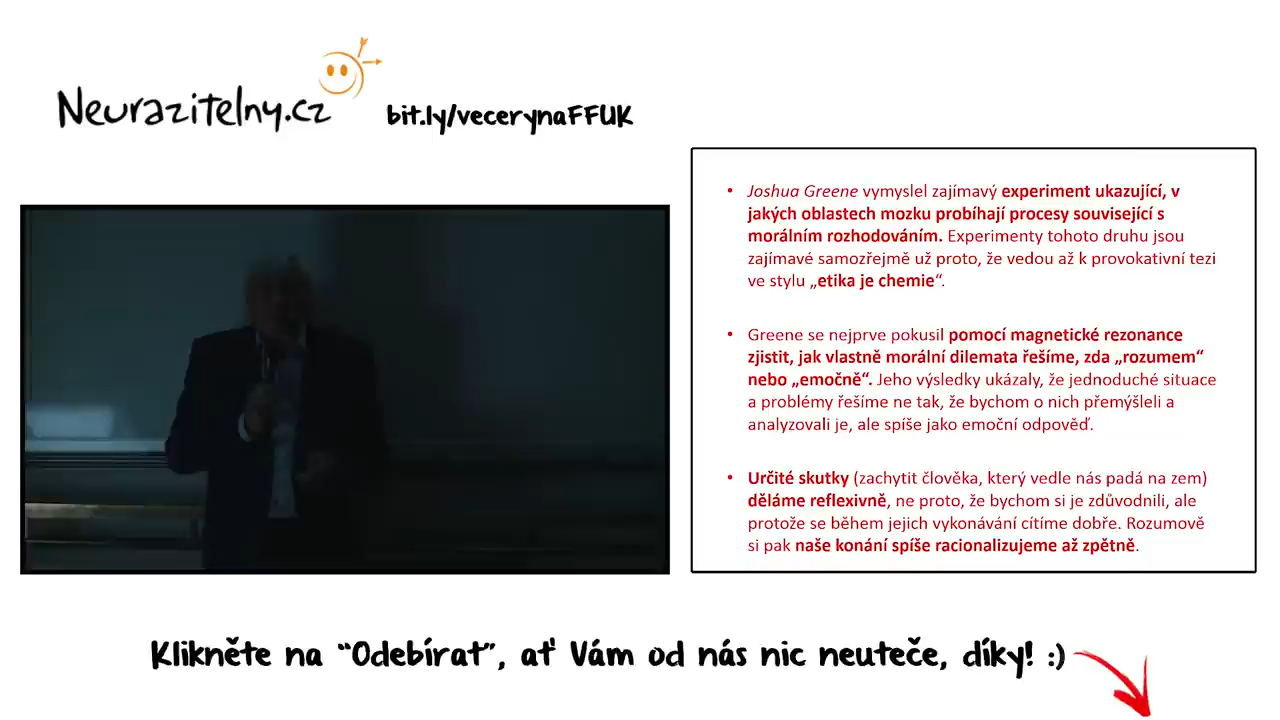 Neurazitelny.cz
bit.ly/vecerynaFFUK
• Joshua Greene vymyslel zajímavý experiment ukazující, v
jakých oblastech mozku probíhají procesy související s
morálním rozhodováním. Experimenty tohoto druhu jsou
zajímavé samozřejmě už proto, že vedou až k provokativní tezi
ve stylu „etika je chemie“.
• Greene se nejprve pokusil pomocí magnetické rezonance
zjistit, jak vlastně morální dilemata řešíme, zda „rozumem“
nebo „emočně“. Jeho výsledky ukázaly, že jednoduché situace
a problémy řešíme ne tak, že bychom o nich přemýšleli a
analyzovali je, ale spíše jako emoční odpověď.
• Určité skutky (zachytit člověka, který vedle nás padá na zem)
děláme reflexivně, ne proto, že bychom si je zdůvodnili, ale
protože se během jejich vykonávání cítíme dobře. Rozumově
si pak naše konání spíše racionalizujeme až zpětně.
Klikněte na “Odebírat”, ať Vám od nás nic neuteče, díky! :)